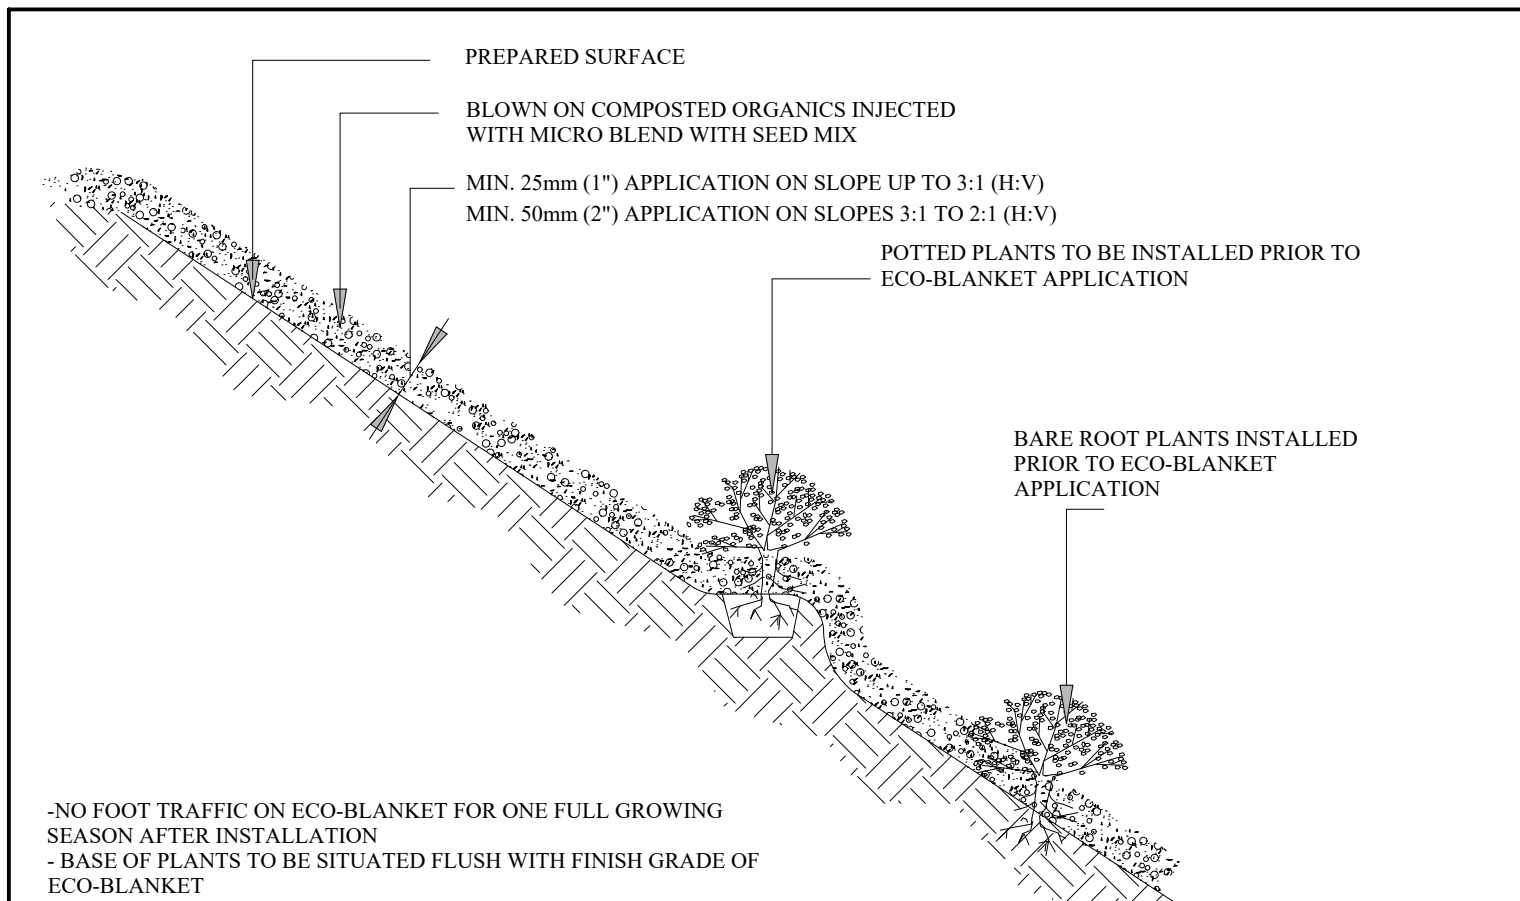 PREPARED SURFACE
BLOWN ON COMPOSTED ORGANICS INJECTED
WITH MICRO BLEND WITH SEED MIX
MIN. 25mm (1") APPLICATION ON SLOPE UP TO 3:1 (H:V)
MIN. 50mm (2") APPLICATION ON SLOPES 3:1 TO 2:1 (H:V)
POTTED PLANTS TO BE INSTALLED PRIOR TO
ECO-BLANKET APPLICATION
BARE ROOT PLANTS INSTALLED
PRIOR TO ECO-BLANKET
APPLICATION
-NO FOOT TRAFFIC ON ECO-BLANKET FOR ONE FULL GROWING
SEASON AFTER INSTALLATION
- BASE OF PLANTS TO BE SITUATED FLUSH WITH FINISH GRADE OF
ECO-BLANKET